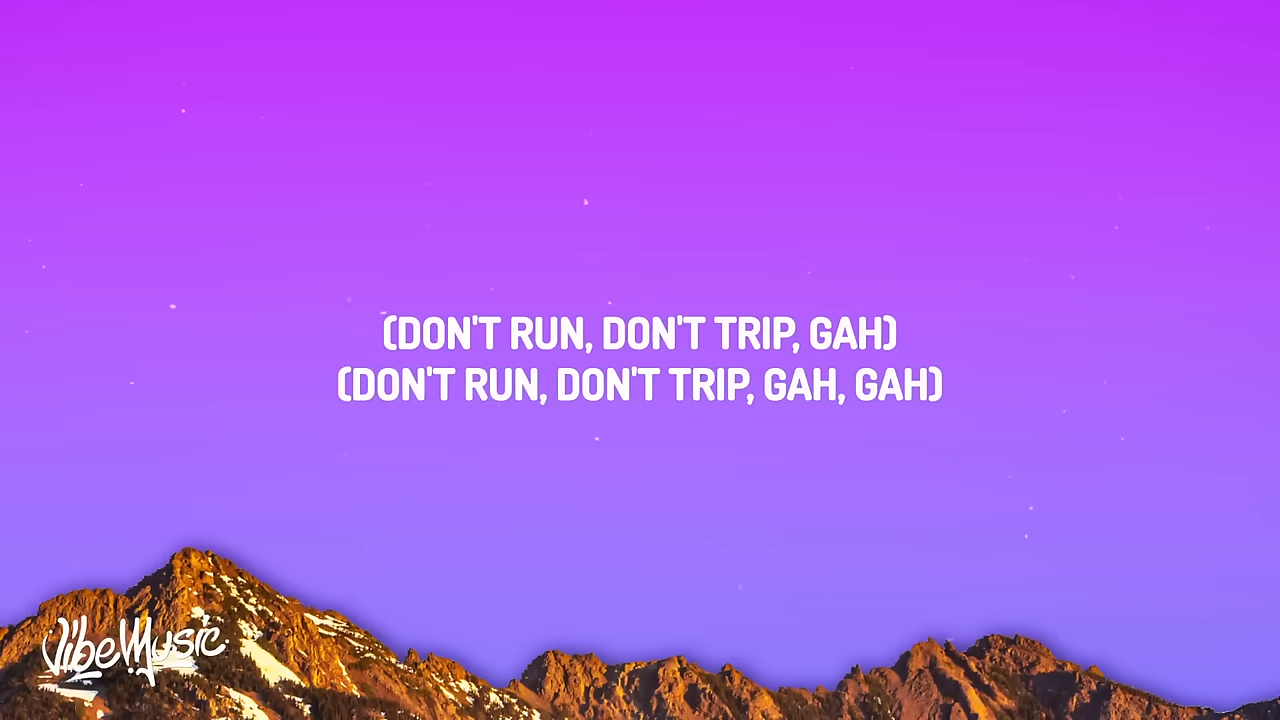 (DON'T RUN, DON'T TRIP, GAH)
(DON'T RUN, DON'T TRIP, GAH, GAH)
VibeMusic